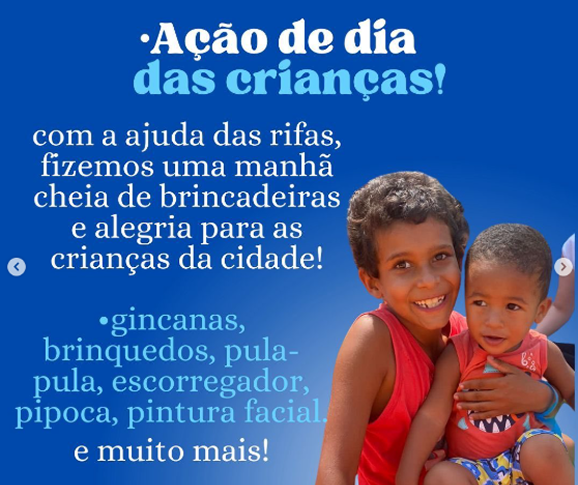 •Ação de dia
das crianças!
com a ajuda das rifas,
fizemos uma manhã
cheia de brincadeiras
e alegria para as
crianças da cidade!
•gincanas,
brinquedos, pula-
pula, escorregador,
pipoca, pintura facial.
e muito mais!